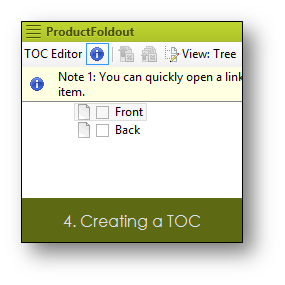 ProductFoldout
TOC Editor View: Tree
Note 1: You can quickly open a link
item.
Front
Back
4. Creating a TOC